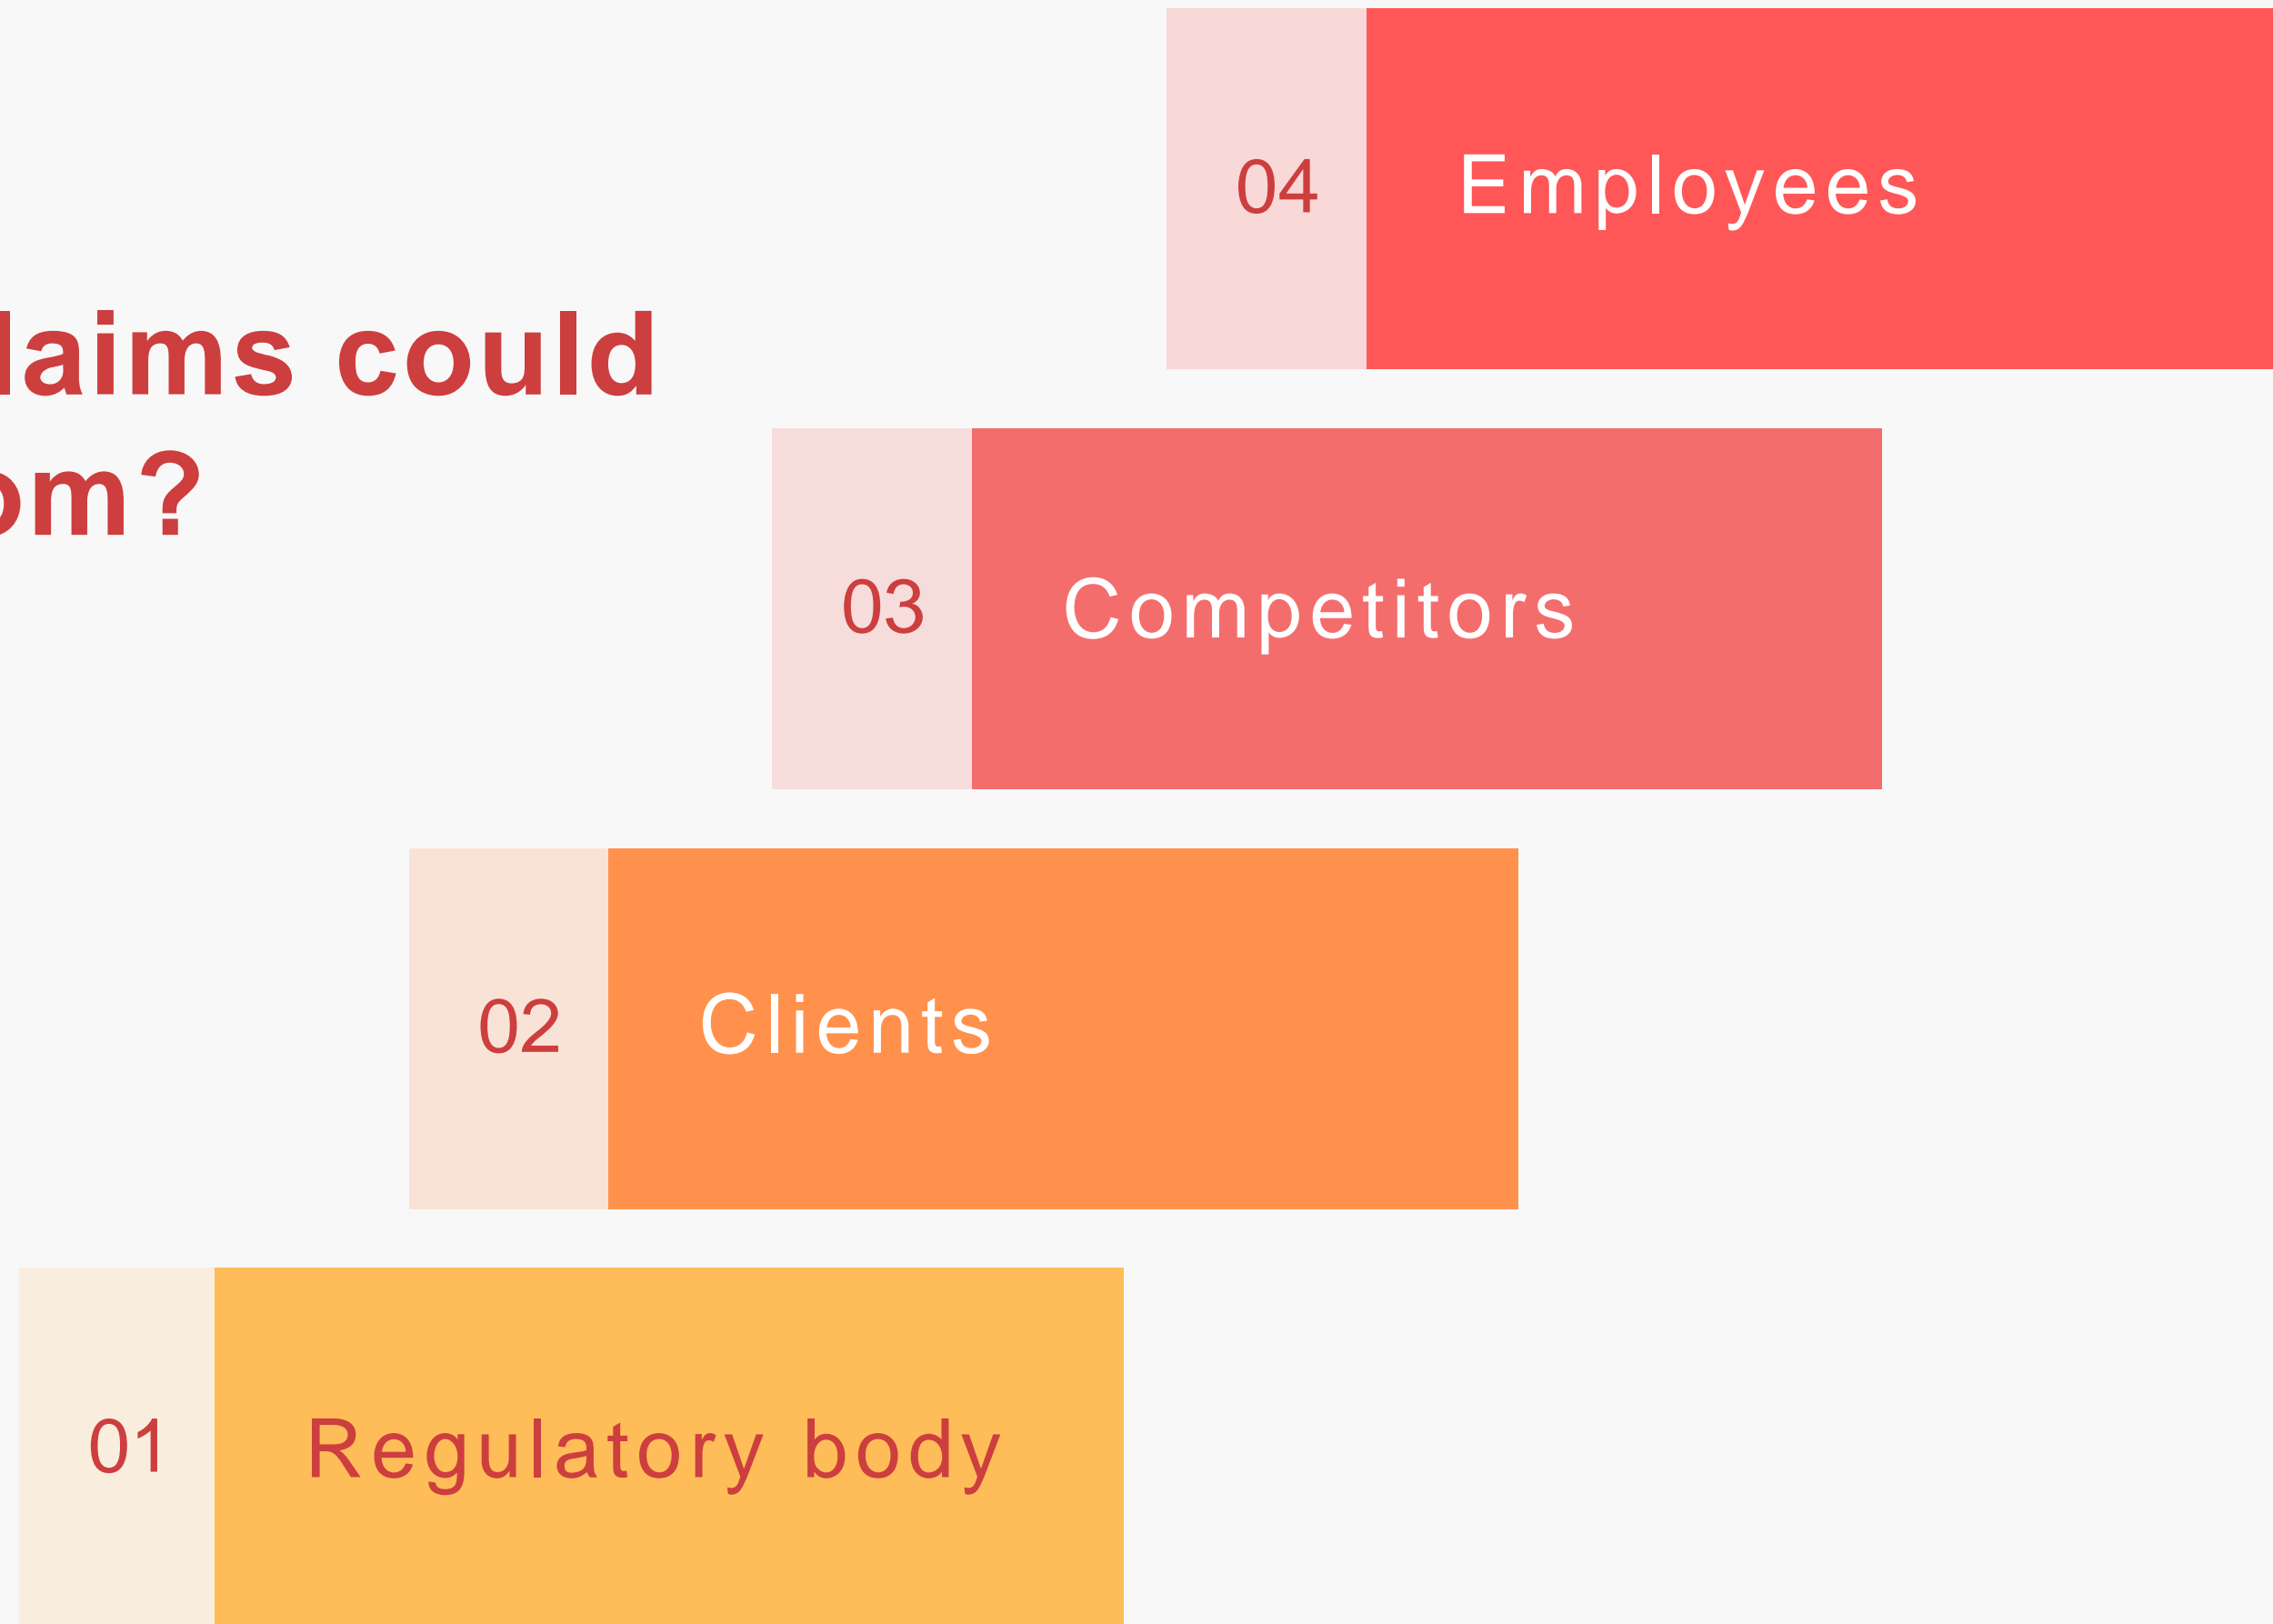 04 Employees
laims could
om?
03 Competitors
02 Clients
01 Regulatory body